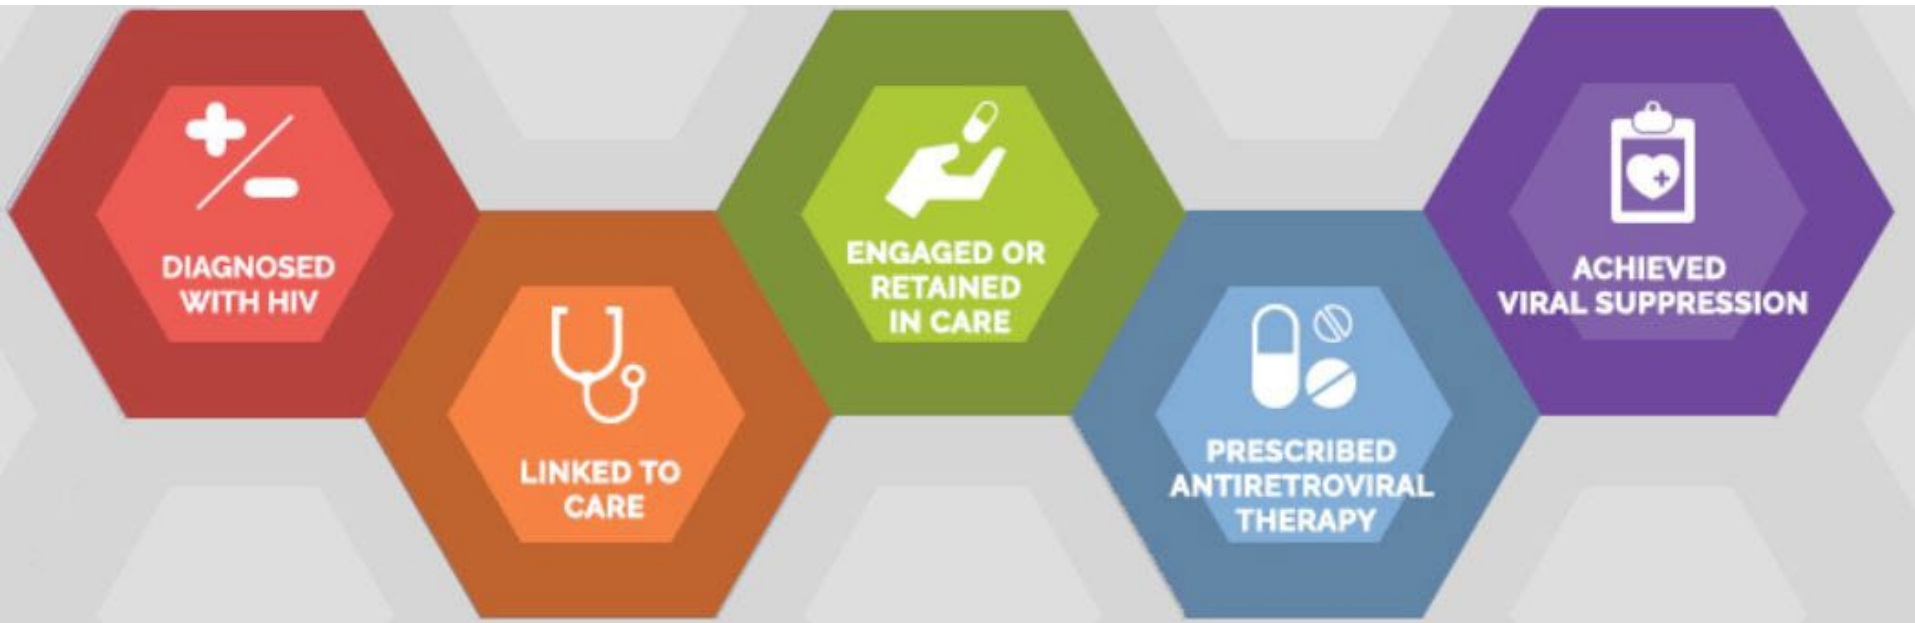 DIAGNOSED
WITH HIV
LINKED TO
CARE
ENGAGED OR
RETAINED
IN CARE
PRESCRIBED
ANTIRETROVIRAL
THERAPY
ACHIEVED
VIRAL SUPPRESSION